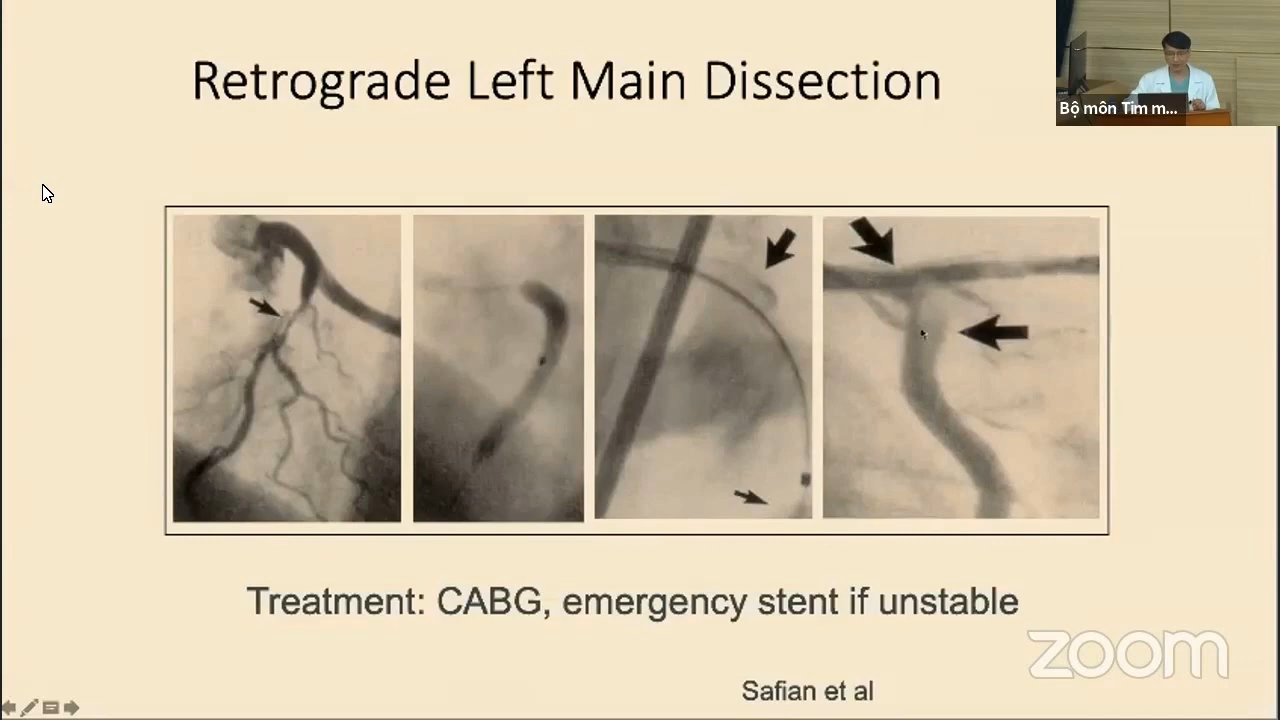 Retrograde Left Main Dissection
Bộ môn Tim m...
Treatment: CABG, emergency stent if unstable
zoom
Safian et al